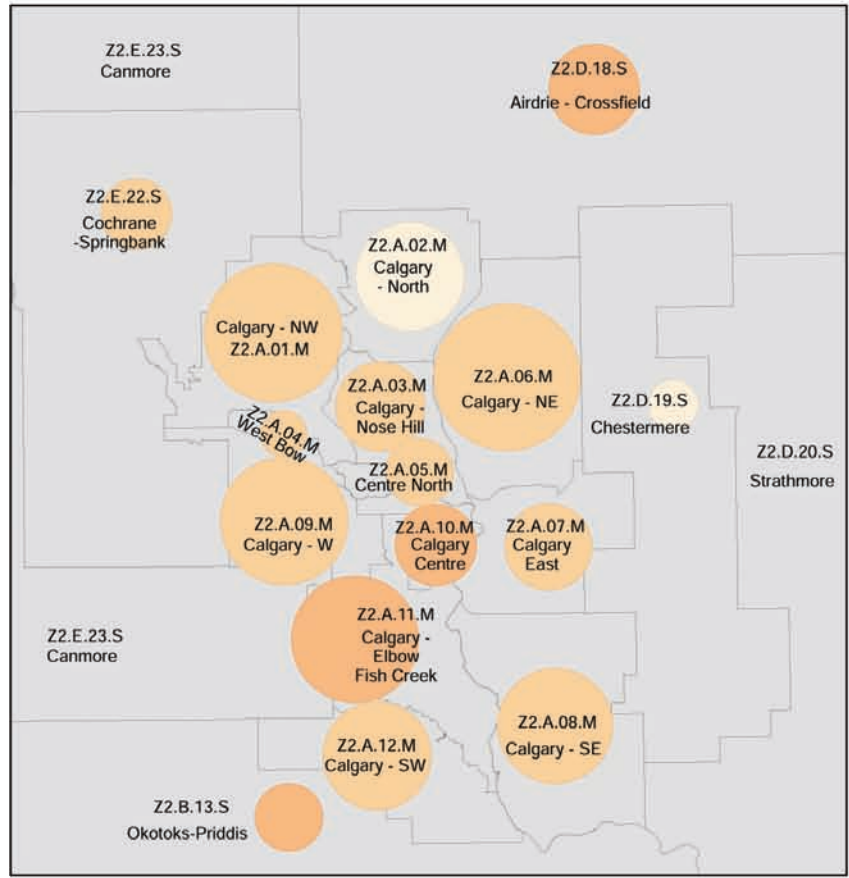 Z2.E.23.S
Canmore
Z2.D.18.S
Airdrie - Crossfield
Z2.E.22.S
Cochrane
-Springbank
Z2.A.02.M
Calgary
- North
Calgary - NW
Z2.A.01.M
Z2.A.03.M
Calgary -
Nose Hill
Z2.A.06.M
Calgary - NE
Z2.D.19.S
Chestermere
Z2.A.04.M
West Bow
Z2.A.05.M
Centre North
Z2.D.20.S
Strathmore
Z2.A.09.M
Calgary - W
Z2.A.10.M
Calgary
Centre
Z2.A.07.M
Calgary
East
Z2.A.11.M
Calgary -
Elbow
Fish Creek
Z2.E.23.S
Canmore
Z2.A.12.M
Calgary - SW
Z2.A.08.M
Calgary - SE
Z2.B.13.S
Okotoks-Priddis